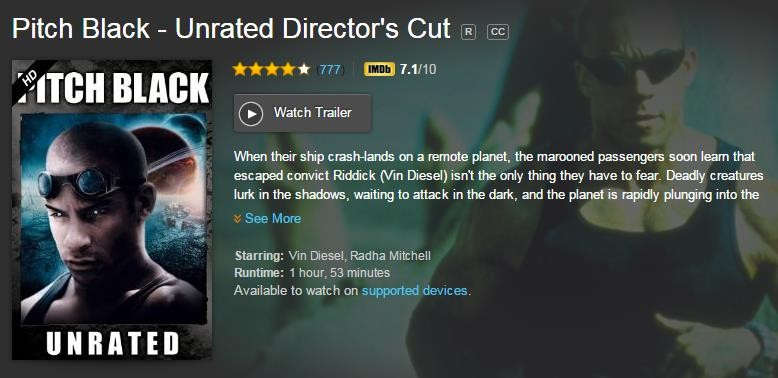 Pitch Black - Unrated Director's Cut R CC
HD
PITCH BLACK
UNRATED
(777) IMDb 7.1/10
Watch Trailer
When their ship crash-lands on a remote planet, the marooned passengers soon learn that
escaped convict Riddick (Vin Diesel) isn't the only thing they have to fear. Deadly creatures
lurk in the shadows, waiting to attack in the dark, and the planet is rapidly plunging into the
See More
Starring: Vin Diesel, Radha Mitchell
Runtime: 1 hour, 53 minutes
Available to watch on supported devices.